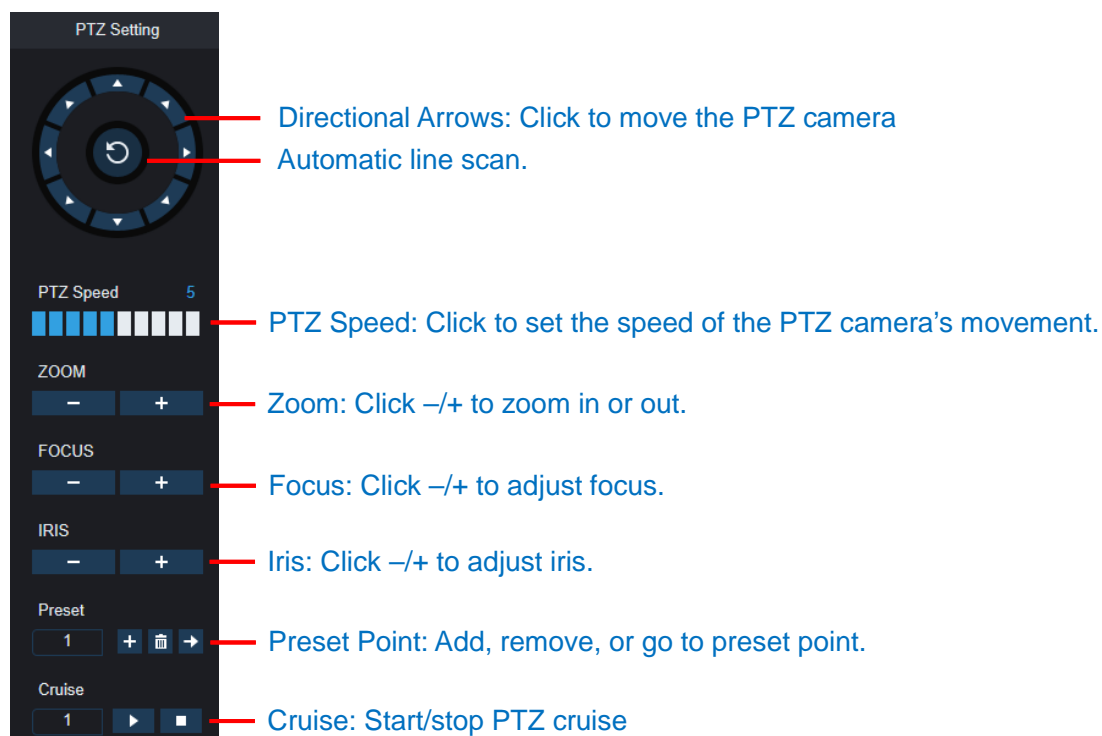 PTZ Setting
Directional Arrows: Click to move the PTZ camera
Automatic line scan.
PTZ Speed 5
PTZ Speed: Click to set the speed of the PTZ camera’s movement.
ZOOM
– +
Zoom: Click –/+ to zoom in or out.
FOCUS
– +
Focus: Click –/+ to adjust focus.
IRIS
– +
Iris: Click –/+ to adjust iris.
Preset
1 +
Preset Point: Add, remove, or go to preset point.
Cruise
1
Cruise: Start/stop PTZ cruise